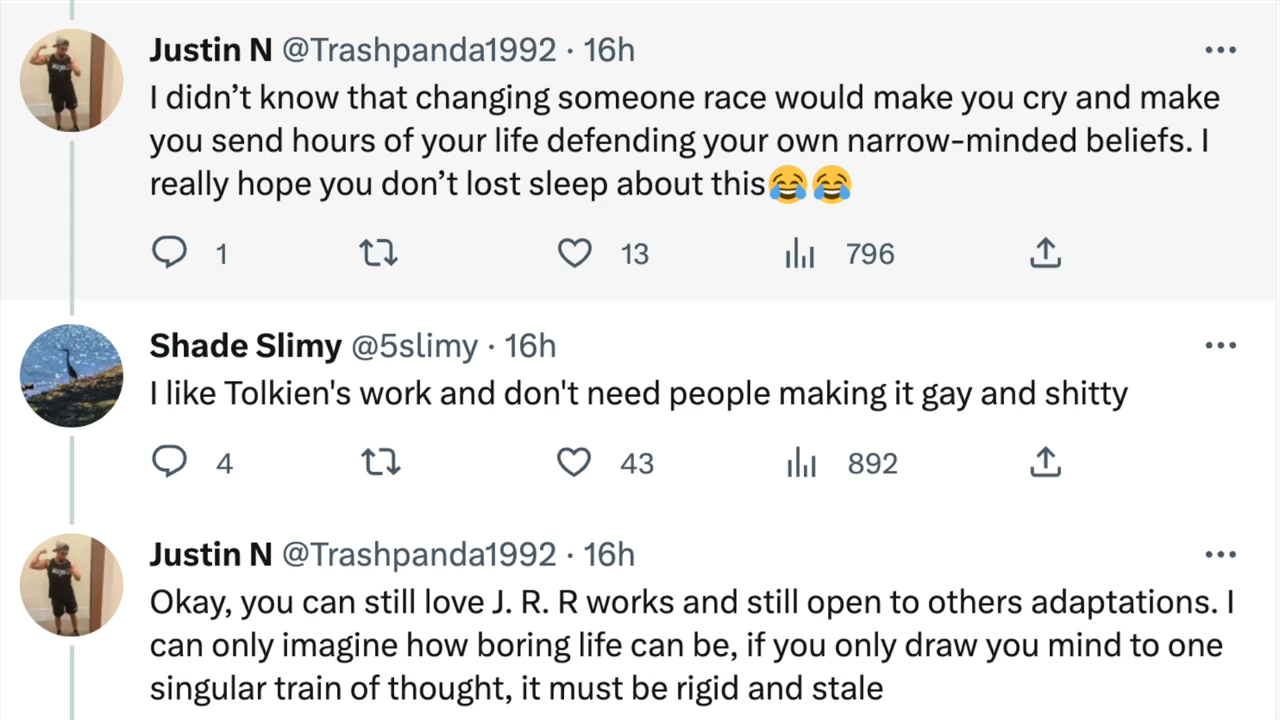 Justin N @Trashpanda1992 · 16h
I didn’t know that changing someone race would make you cry and make
you send hours of your life defending your own narrow-minded beliefs. I
really hope you don’t lost sleep about this😂😂
1 13 796
Shade Slimy @5slimy · 16h
I like Tolkien's work and don't need people making it gay and shitty
4 43 892
Justin N @Trashpanda1992 · 16h
Okay, you can still love J. R. R works and still open to others adaptations. I
can only imagine how boring life can be, if you only draw you mind to one
singular train of thought, it must be rigid and stale